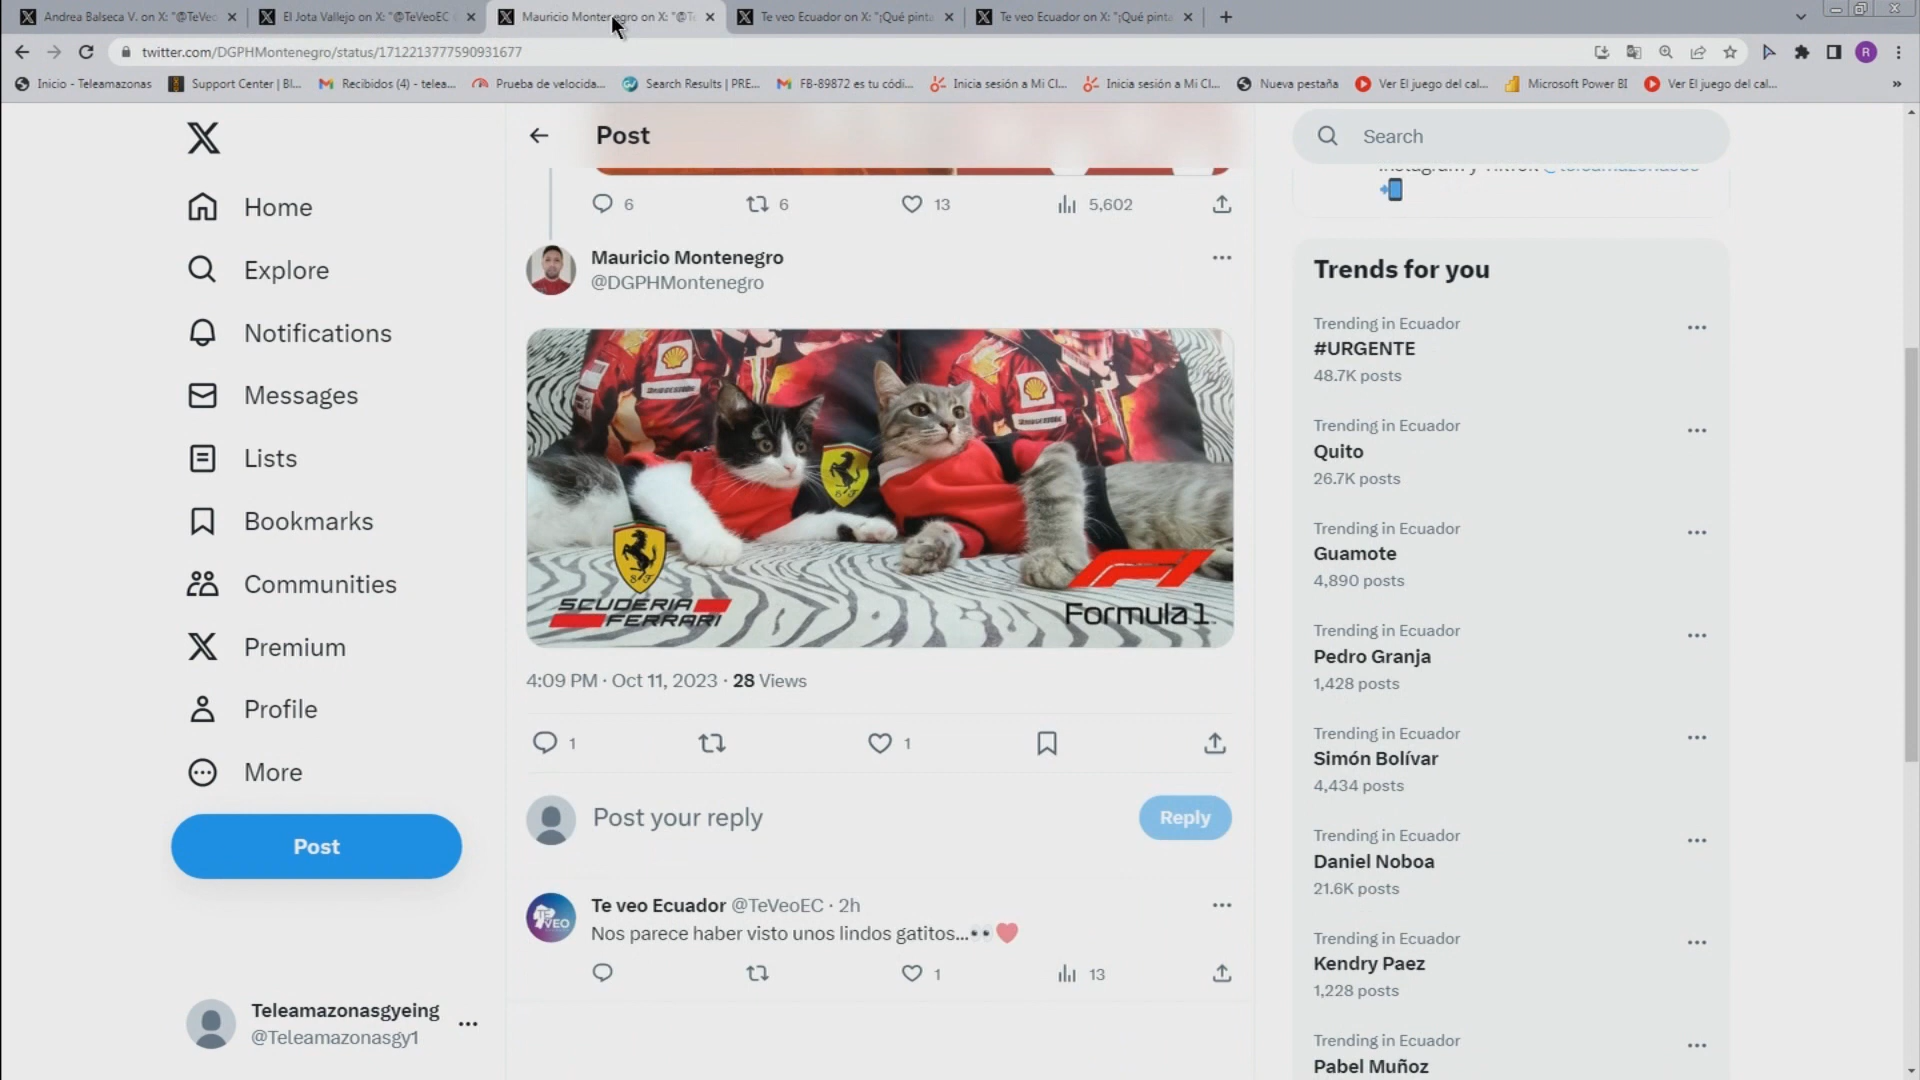 Andrea Balseca V. on X: "@TeVeo
El Jota Vallejo on X: "@TeVeoEC
Mauricio Montenegro on X: "@Te
Te veo Ecuador on X: "¡Qué pinta
Te veo Ecuador on X: "¡Qué pinta
twitter.com/DGPHMontenegro/status/1712213777590931677
R
Inicio - Teleamazonas
Support Center | Bl...
Recibidos (4) - telea...
Prueba de velocida...
Search Results | PRE...
FB-89872 es tu códi...
Inicia sesión a Mi Cl...
Inicia sesión a Mi Cl...
Nueva pestaña
Ver El juego del cal...
Microsoft Power BI
Ver El juego del cal...
»
Home
Explore
Notifications
Messages
Lists
Bookmarks
Communities
Premium
Profile
More
Post
Teleamazonasgyeing
@Teleamazonasgy1
Post
6
6
13
5,602
Mauricio Montenegro
@DGPHMontenegro
SF
SF
SCUDERIA
FERRARI
Formula 1
4:09 PM · Oct 11, 2023 · 28 Views
1
1
Post your reply
Reply
TE
VEO
Te veo Ecuador @TeVeoEC · 2h
Nos parece haber visto unos lindos gatitos...👀❤️
1
13
Search
Trends for you
Trending in Ecuador
#URGENTE
48.7K posts
Trending in Ecuador
Quito
26.7K posts
Trending in Ecuador
Guamote
4,890 posts
Trending in Ecuador
Pedro Granja
1,428 posts
Trending in Ecuador
Simón Bolívar
4,434 posts
Trending in Ecuador
Daniel Noboa
21.6K posts
Trending in Ecuador
Kendry Paez
1,228 posts
Trending in Ecuador
Pabel Muñoz